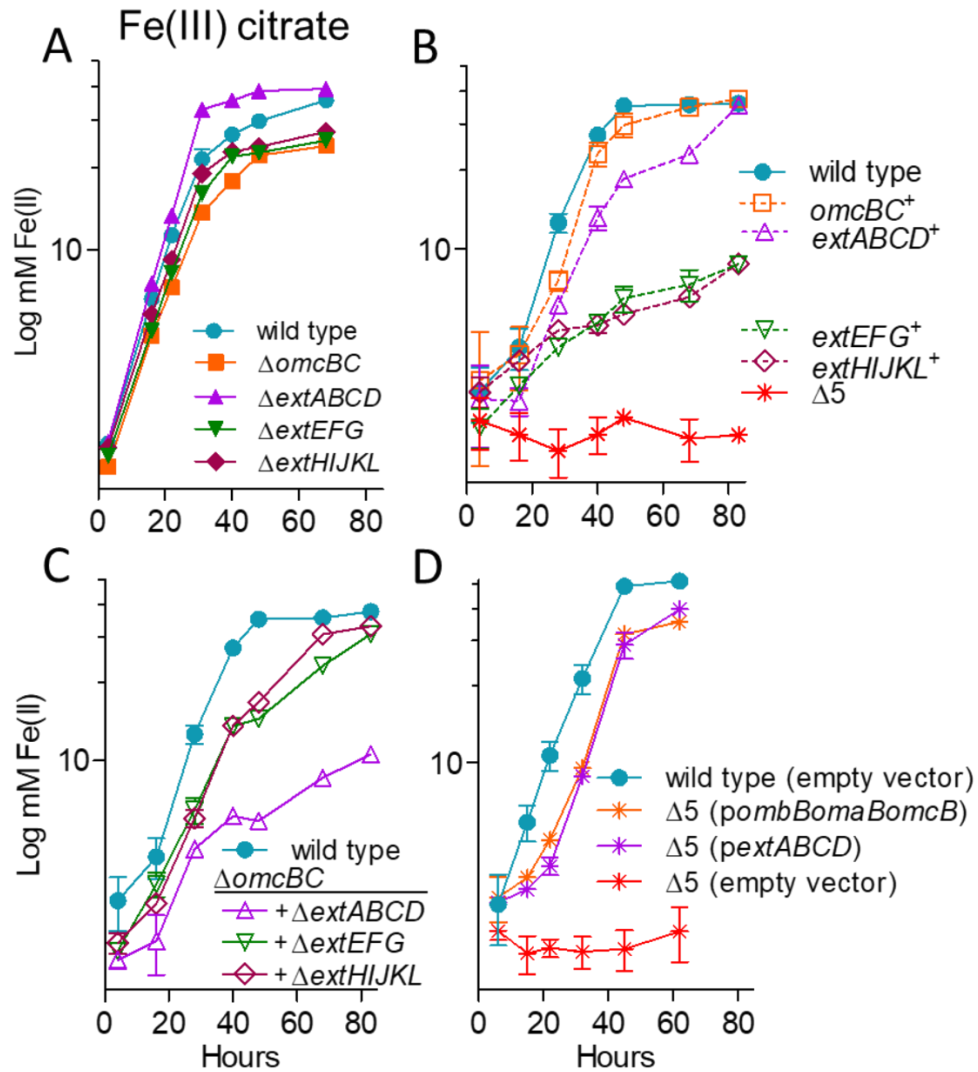 Fe(III) citrate
A
Log mM Fe(II)
10
wild type
ΔomcBC
ΔextABCD
ΔextEFG
ΔextHIJKL
0 20 40 60 80
B
10
wild type
omcBC+
extABCD+
extEFG+
extHIJKL+
Δ5
0 20 40 60 80
C
Log mM Fe(II)
10
wild type
ΔomcBC
+ΔextABCD
+ΔextEFG
+ΔextHIJKL
0 20 40 60 80
Hours
D
10
wild type (empty vector)
Δ5 (pombBomaBomcB)
Δ5 (pextABCD)
Δ5 (empty vector)
0 20 40 60 80
Hours